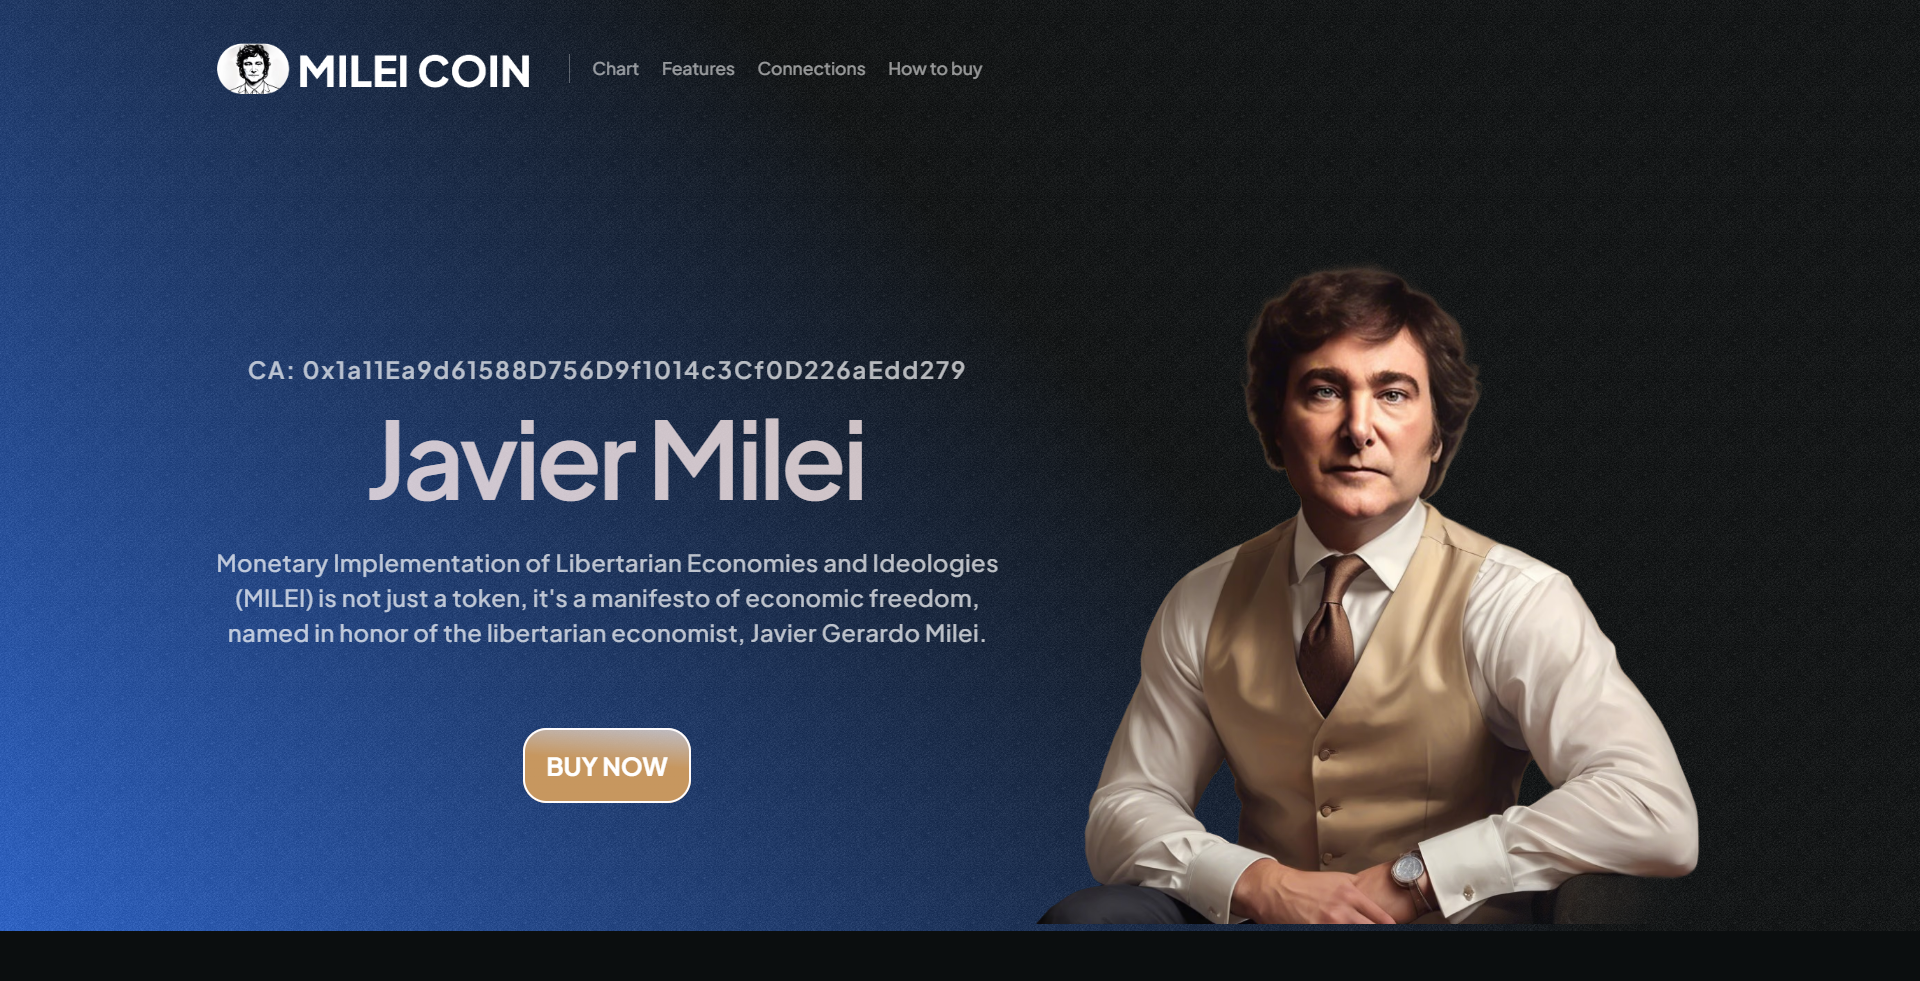 MILEI COIN
Chart
Features
Connections
How to buy
CA: 0x1a11Ea9d61588D756D9f1014c3Cf0D226aEdd279
Javier Milei
Monetary Implementation of Libertarian Economies and Ideologies
(MILEI) is not just a token, it's a manifesto of economic freedom,
named in honor of the libertarian economist, Javier Gerardo Milei.
BUY NOW